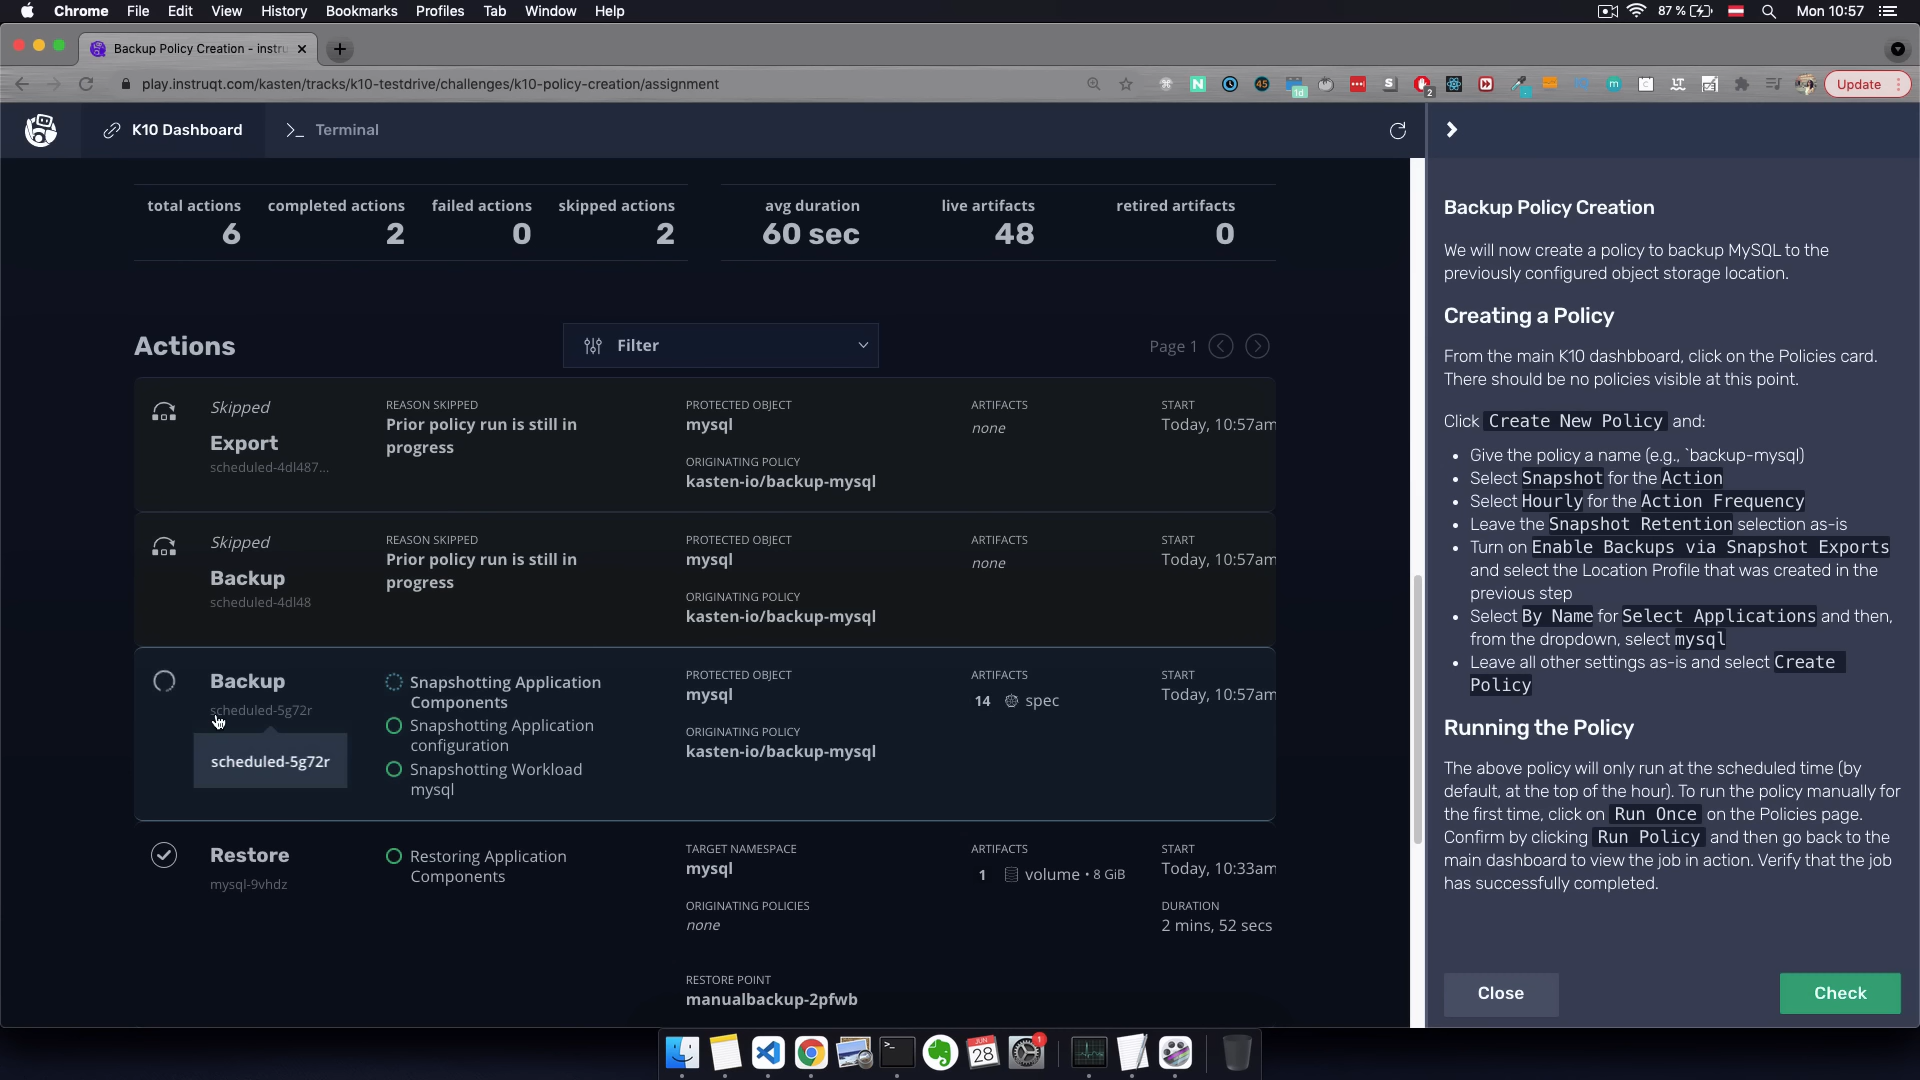 Chrome File Edit View History Bookmarks Profiles Tab Window Help
87 % Mon 10:57
Backup Policy Creation - instru
play.instruqt.com/kasten/tracks/k10-testdrive/challenges/k10-policy-creation/assignment
Update
K10 Dashboard
>_ Terminal
total actions completed actions failed actions skipped actions avg duration live artifacts retired artifacts
6 2 0 2 60 sec 48 0
Actions
Filter
Page 1
Skipped
Export
scheduled-4dl487...
REASON SKIPPED
Prior policy run is still in
progress
PROTECTED OBJECT
mysql
ORIGINATING POLICY
kasten-io/backup-mysql
ARTIFACTS
none
START
Today, 10:57am
Skipped
Backup
scheduled-4dl48
REASON SKIPPED
Prior policy run is still in
progress
PROTECTED OBJECT
mysql
ORIGINATING POLICY
kasten-io/backup-mysql
ARTIFACTS
none
START
Today, 10:57am
Backup
scheduled-5g72r
scheduled-5g72r
Snapshotting Application
Components
Snapshotting Application
configuration
Snapshotting Workload
mysql
PROTECTED OBJECT
mysql
ORIGINATING POLICY
kasten-io/backup-mysql
ARTIFACTS
14 spec
START
Today, 10:57am
Restore
mysql-9vhdz
Restoring Application
Components
TARGET NAMESPACE
mysql
ORIGINATING POLICIES
none
RESTORE POINT
manualbackup-2pfwb
ARTIFACTS
1 volume • 8 GiB
START
Today, 10:33am
DURATION
2 mins, 52 secs
Backup Policy Creation
We will now create a policy to backup MySQL to the
previously configured object storage location.
Creating a Policy
From the main K10 dashbboard, click on the Policies card.
There should be no policies visible at this point.
Click Create New Policy and:
• Give the policy a name (e.g., `backup-mysql)
• Select Snapshot for the Action
• Select Hourly for the Action Frequency
• Leave the Snapshot Retention selection as-is
• Turn on Enable Backups via Snapshot Exports
and select the Location Profile that was created in the
previous step
• Select By Name for Select Applications and then,
from the dropdown, select mysql
• Leave all other settings as-is and select Create
Policy
Running the Policy
The above policy will only run at the scheduled time (by
default, at the top of the hour). To run the policy manually for
the first time, click on Run Once on the Policies page.
Confirm by clicking Run Policy and then go back to the
main dashboard to view the job in action. Verify that the job
has successfully completed.
Close
Check
JUN
28
1